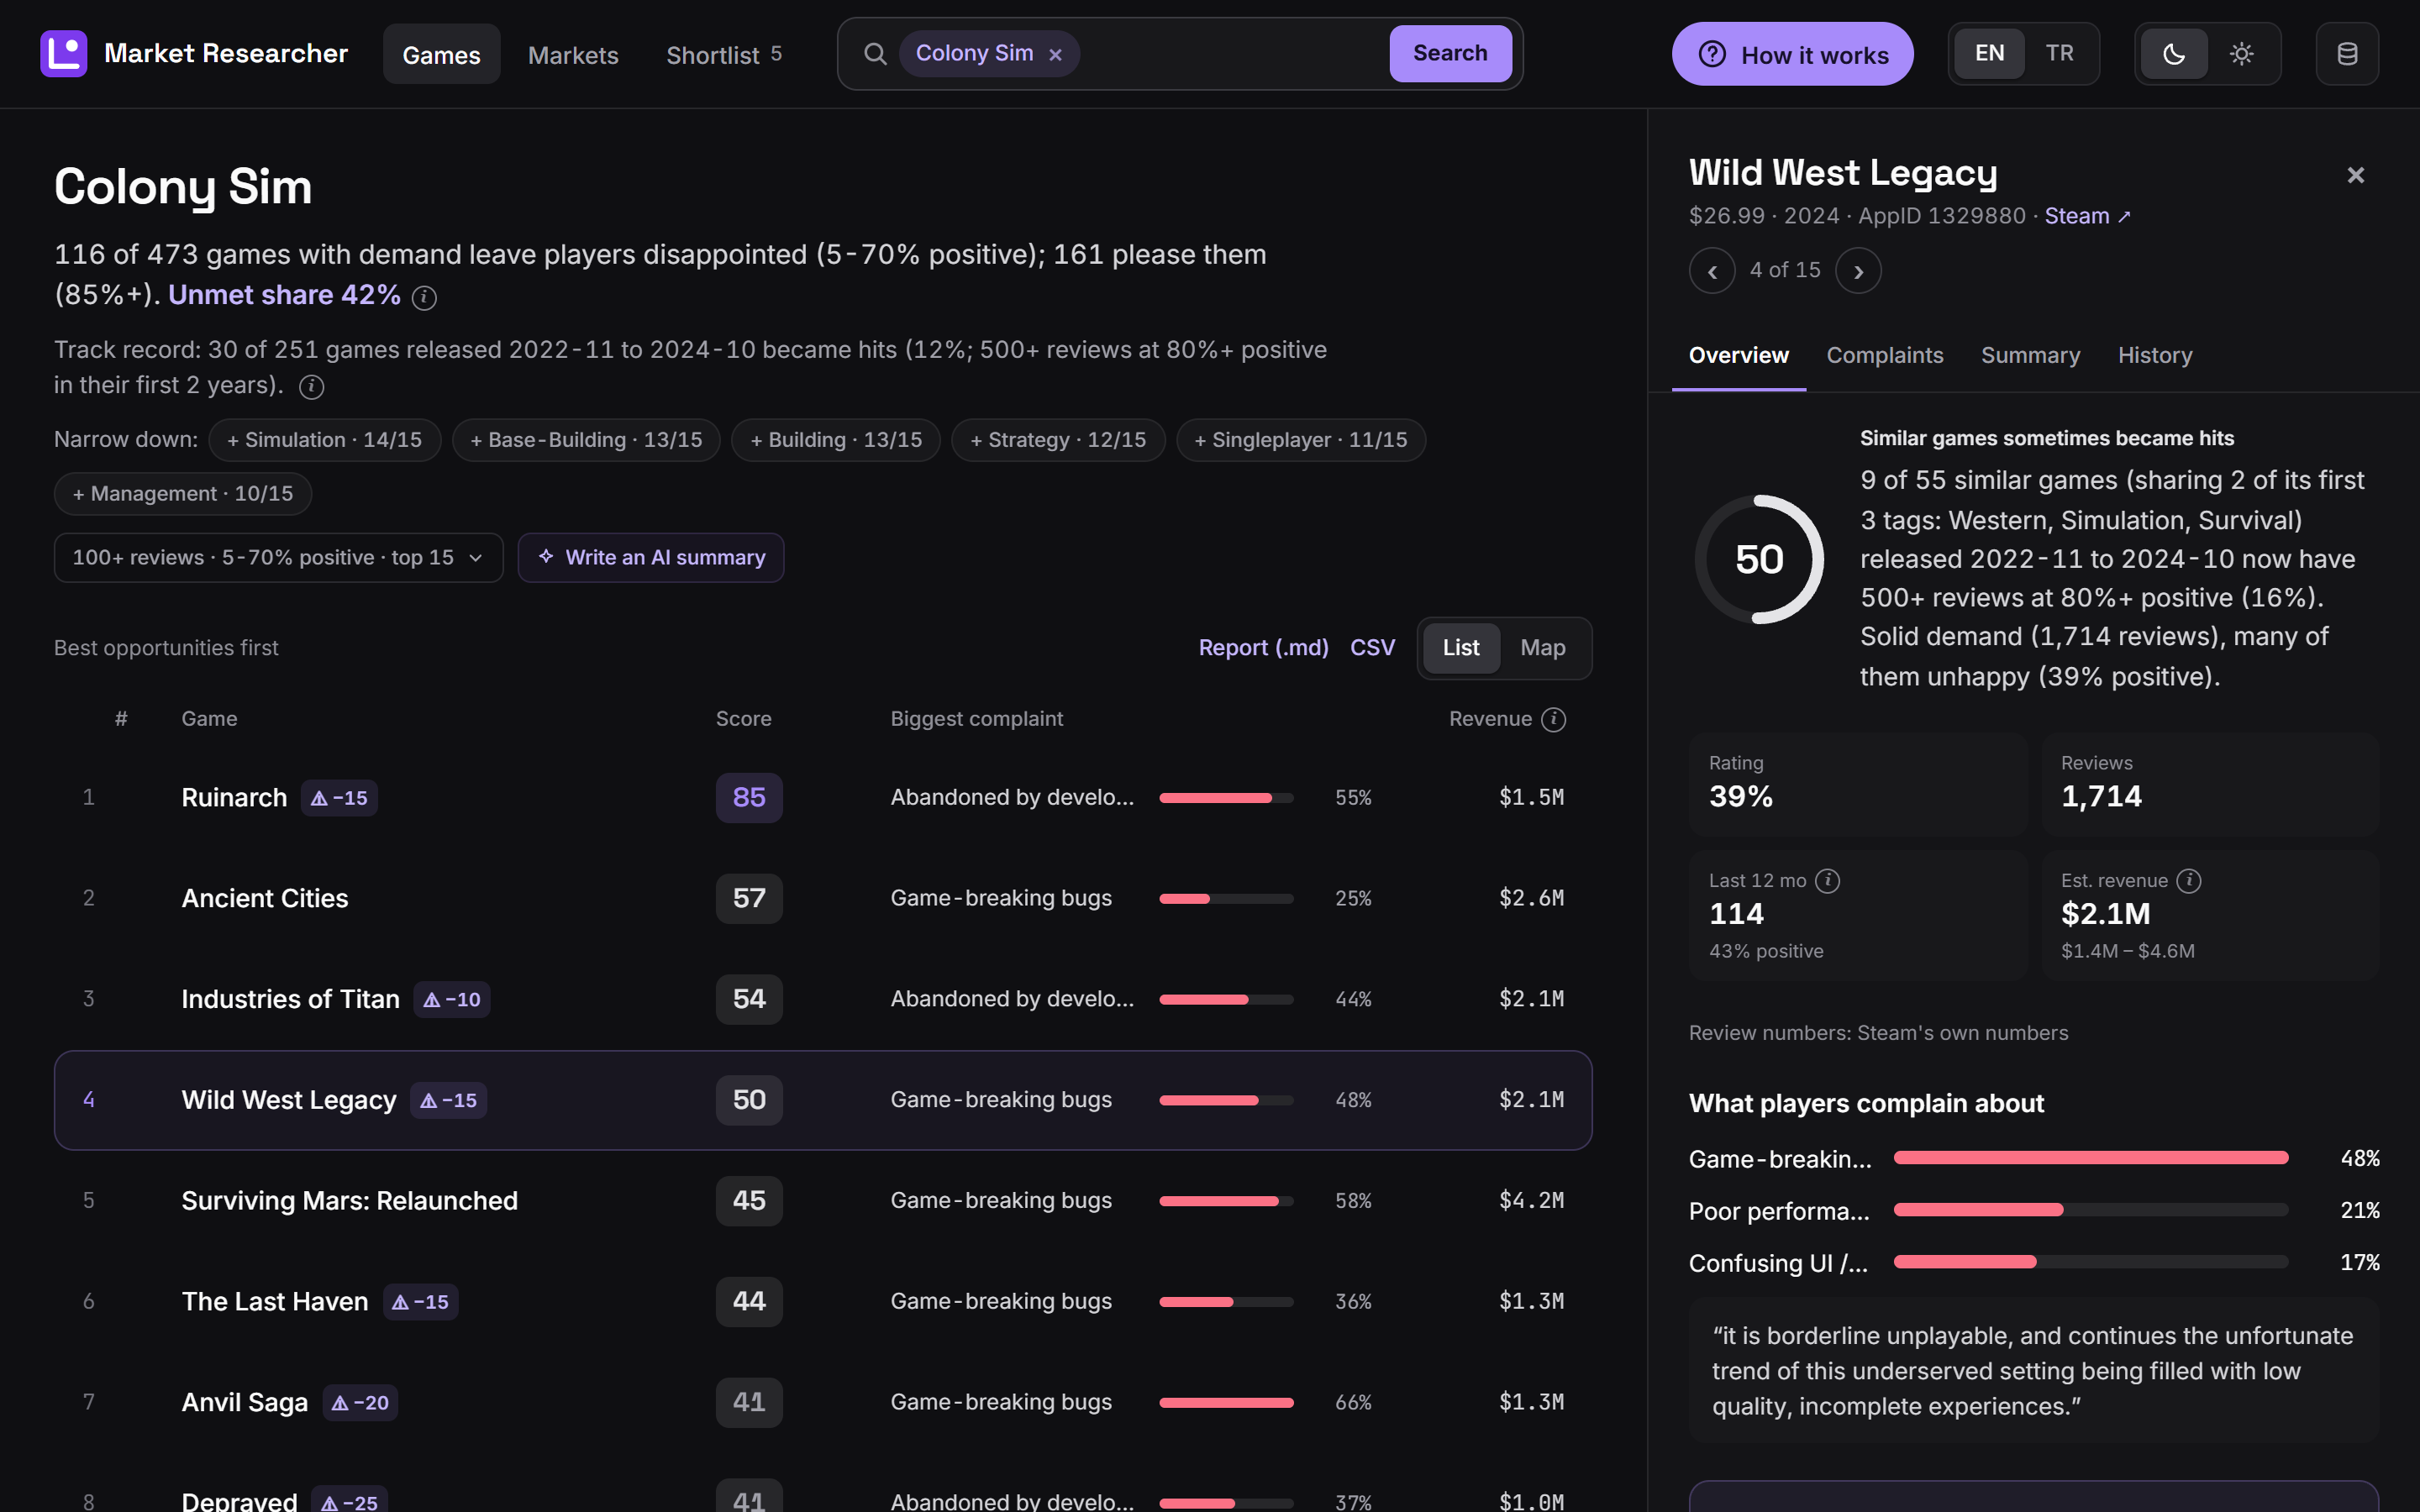 Market Researcher
Games
Markets
Shortlist 5
Colony Sim ×
Search
How it works
EN
TR
Colony Sim
116 of 473 games with demand leave players disappointed (5-70% positive); 161 please them
(85%+). Unmet share 42%
Track record: 30 of 251 games released 2022-11 to 2024-10 became hits (12%; 500+ reviews at 80%+ positive
in their first 2 years).
Narrow down: + Simulation · 14/15 + Base-Building · 13/15 + Building · 13/15 + Strategy · 12/15 + Singleplayer · 11/15
+ Management · 10/15
100+ reviews · 5-70% positive · top 15
Write an AI summary
Best opportunities first
Report (.md) CSV List Map
# Game Score Biggest complaint Revenue
1 Ruinarch −15 85 Abandoned by develo... 55% $1.5M
2 Ancient Cities 57 Game-breaking bugs 25% $2.6M
3 Industries of Titan −10 54 Abandoned by develo... 44% $2.1M
4 Wild West Legacy −15 50 Game-breaking bugs 48% $2.1M
5 Surviving Mars: Relaunched 45 Game-breaking bugs 58% $4.2M
6 The Last Haven −15 44 Game-breaking bugs 36% $1.3M
7 Anvil Saga −20 41 Game-breaking bugs 66% $1.3M
8 Depraved −25 41 Abandoned by develo... 37% $1.0M
Wild West Legacy
×
$26.99 · 2024 · AppID 1329880 · Steam ↗
‹ 4 of 15 ›
Overview Complaints Summary History
50
Similar games sometimes became hits
9 of 55 similar games (sharing 2 of its first
3 tags: Western, Simulation, Survival)
released 2022-11 to 2024-10 now have
500+ reviews at 80%+ positive (16%).
Solid demand (1,714 reviews), many of
them unhappy (39% positive).
Rating
39%
Reviews
1,714
Last 12 mo
114
43% positive
Est. revenue
$2.1M
$1.4M – $4.6M
Review numbers: Steam's own numbers
What players complain about
Game-breakin... 48%
Poor performa... 21%
Confusing UI /... 17%
“it is borderline unplayable, and continues the unfortunate
trend of this underserved setting being filled with low
quality, incomplete experiences.”